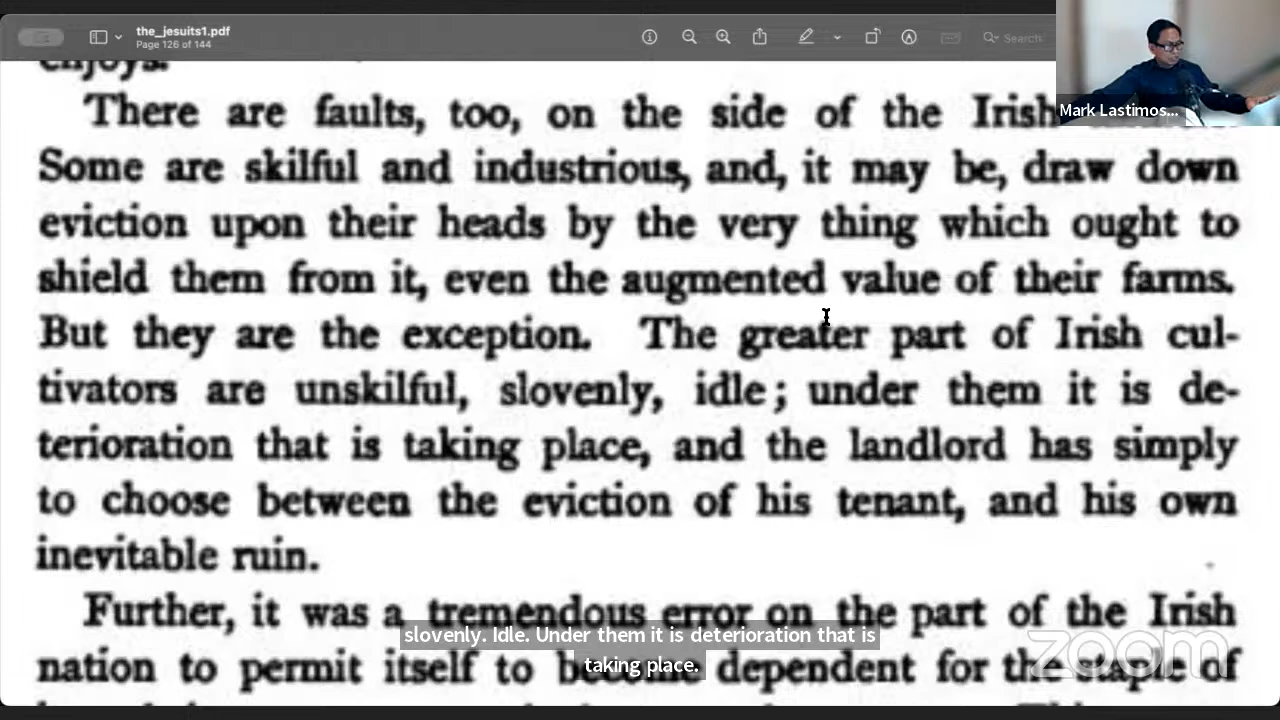 the_jesuits1.pdf
Page 126 of 144
Search
Mark Lastimos...
enjoys.
There are faults, too, on the side of the Irish
Some are skilful and industrious, and, it may be, draw down
eviction upon their heads by the very thing which ought to
shield them from it, even the augmented value of their farms.
But they are the exception. The greater part of Irish cul-
tivators are unskilful, slovenly, idle; under them it is de-
terioration that is taking place, and the landlord has simply
to choose between the eviction of his tenant, and his own
inevitable ruin.
Further, it was a tremendous error on the part of the Irish
nation to permit itself to become dependent for the staple of
slovenly. Idle. Under them it is deterioration that is
taking place.
zoom